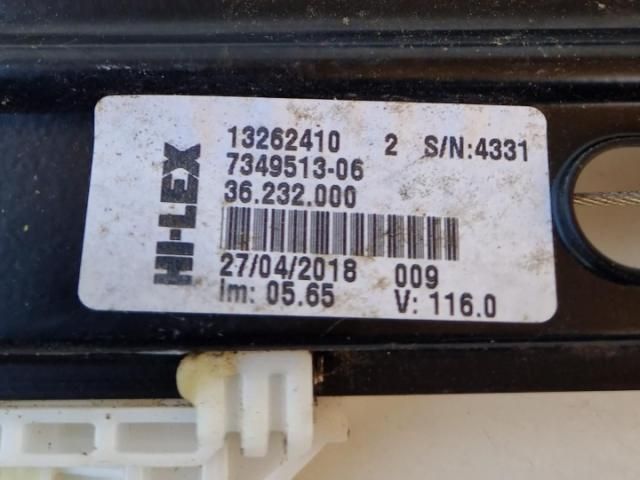 HI-LEX
13262410 2 S/N:4331
7349513-06
36.232.000
27/04/2018 009
Im: 05.65 V: 116.0